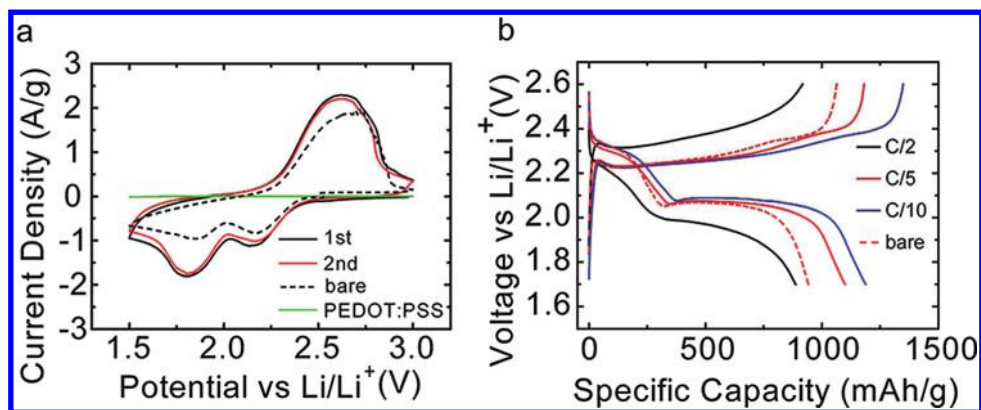 a
3
2
1
0
-1
-2
-3
Current Density (A/g)
1st
2nd
bare
PEDOT:PSS
1.5 2.0 2.5 3.0
Potential vs Li/Li⁺(V)
b
2.6
2.4
2.2
2.0
1.8
1.6
Voltage vs Li/Li⁺(V)
C/2
C/5
C/10
bare
0 500 1000 1500
Specific Capacity (mAh/g)